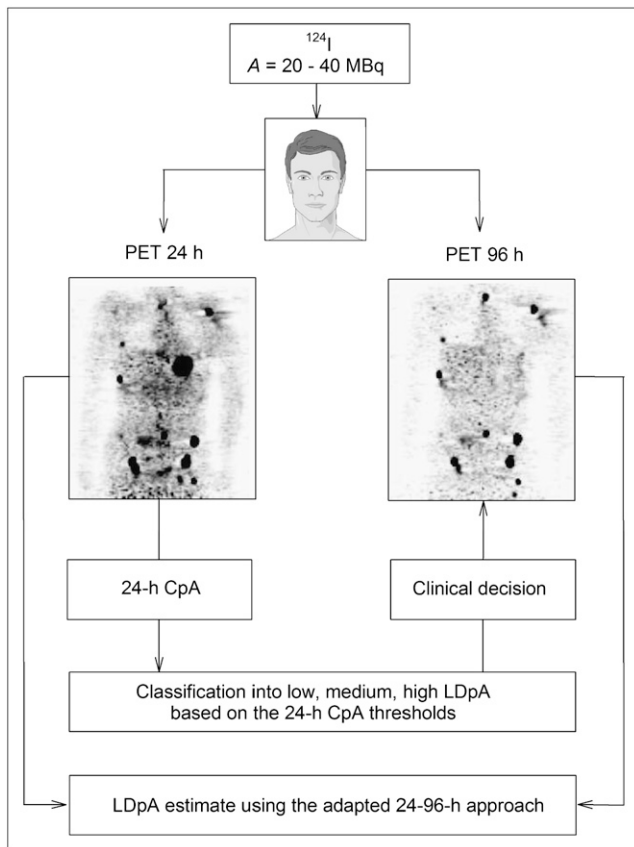 124I
A = 20 - 40 MBq
PET 24 h
PET 96 h
24-h CpA
Clinical decision
Classification into low, medium, high LDpA
based on the 24-h CpA thresholds
LDpA estimate using the adapted 24-96-h approach